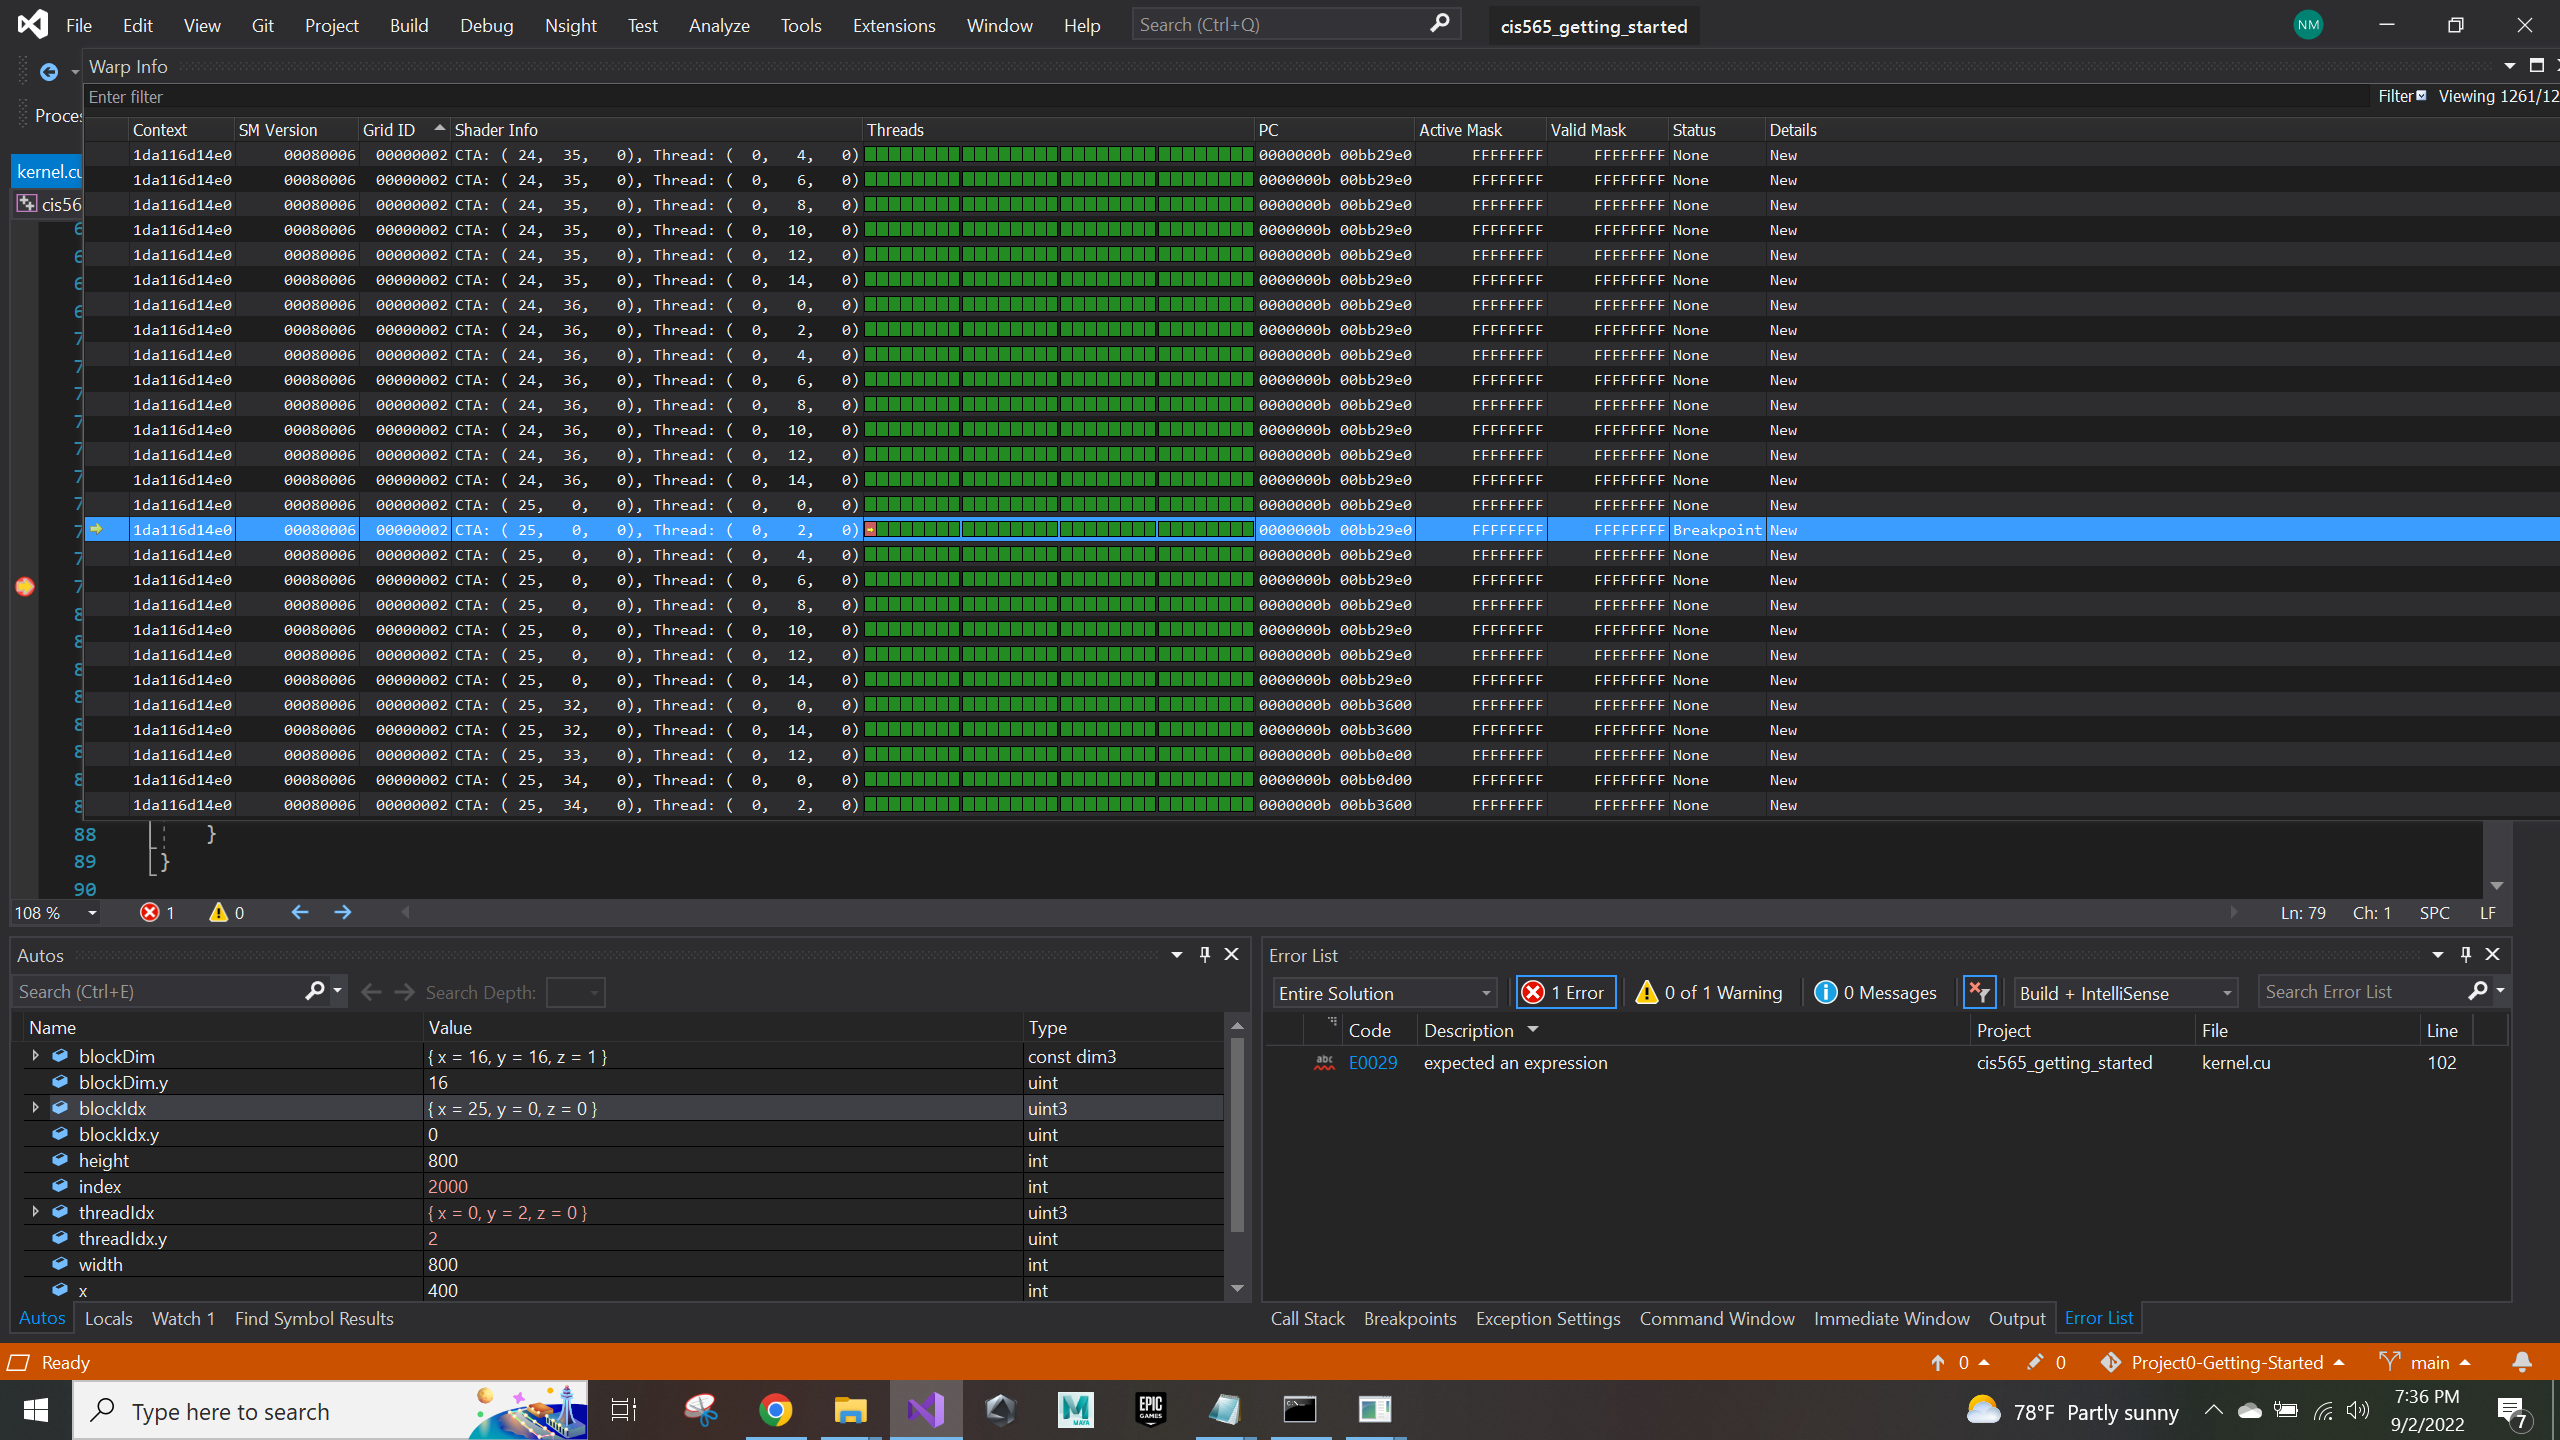 File Edit View Git Project Build Debug Nsight Test Analyze Tools Extensions Window Help Search (Ctrl+Q) cis565_getting_started NM
Warp Info
Enter filter Filter Viewing 1261/12
Proces
Context SM Version Grid ID Shader Info Threads PC Active Mask Valid Mask Status Details
1da116d14e0 00080006 00000002 CTA: ( 24, 35, 0), Thread: ( 0, 4, 0) 0000000b 00bb29e0 FFFFFFFF FFFFFFFF None New
kernel.cu 1da116d14e0 00080006 00000002 CTA: ( 24, 35, 0), Thread: ( 0, 6, 0) 0000000b 00bb29e0 FFFFFFFF FFFFFFFF None New
cis56 1da116d14e0 00080006 00000002 CTA: ( 24, 35, 0), Thread: ( 0, 8, 0) 0000000b 00bb29e0 FFFFFFFF FFFFFFFF None New
6 1da116d14e0 00080006 00000002 CTA: ( 24, 35, 0), Thread: ( 0, 10, 0) 0000000b 00bb29e0 FFFFFFFF FFFFFFFF None New
6 1da116d14e0 00080006 00000002 CTA: ( 24, 35, 0), Thread: ( 0, 12, 0) 0000000b 00bb29e0 FFFFFFFF FFFFFFFF None New
6 1da116d14e0 00080006 00000002 CTA: ( 24, 35, 0), Thread: ( 0, 14, 0) 0000000b 00bb29e0 FFFFFFFF FFFFFFFF None New
6 1da116d14e0 00080006 00000002 CTA: ( 24, 36, 0), Thread: ( 0, 0, 0) 0000000b 00bb29e0 FFFFFFFF FFFFFFFF None New
7 1da116d14e0 00080006 00000002 CTA: ( 24, 36, 0), Thread: ( 0, 2, 0) 0000000b 00bb29e0 FFFFFFFF FFFFFFFF None New
7 1da116d14e0 00080006 00000002 CTA: ( 24, 36, 0), Thread: ( 0, 4, 0) 0000000b 00bb29e0 FFFFFFFF FFFFFFFF None New
7 1da116d14e0 00080006 00000002 CTA: ( 24, 36, 0), Thread: ( 0, 6, 0) 0000000b 00bb29e0 FFFFFFFF FFFFFFFF None New
1da116d14e0 00080006 00000002 CTA: ( 24, 36, 0), Thread: ( 0, 8, 0) 0000000b 00bb29e0 FFFFFFFF FFFFFFFF None New
7 1da116d14e0 00080006 00000002 CTA: ( 24, 36, 0), Thread: ( 0, 10, 0) 0000000b 00bb29e0 FFFFFFFF FFFFFFFF None New
7 1da116d14e0 00080006 00000002 CTA: ( 24, 36, 0), Thread: ( 0, 12, 0) 0000000b 00bb29e0 FFFFFFFF FFFFFFFF None New
7 1da116d14e0 00080006 00000002 CTA: ( 24, 36, 0), Thread: ( 0, 14, 0) 0000000b 00bb29e0 FFFFFFFF FFFFFFFF None New
7 1da116d14e0 00080006 00000002 CTA: ( 25, 0, 0), Thread: ( 0, 0, 0) 0000000b 00bb29e0 FFFFFFFF FFFFFFFF None New
7 1da116d14e0 00080006 00000002 CTA: ( 25, 0, 0), Thread: ( 0, 2, 0) 0000000b 00bb29e0 FFFFFFFF FFFFFFFF Breakpoint New
7 1da116d14e0 00080006 00000002 CTA: ( 25, 0, 0), Thread: ( 0, 4, 0) 0000000b 00bb29e0 FFFFFFFF FFFFFFFF None New
7 1da116d14e0 00080006 00000002 CTA: ( 25, 0, 0), Thread: ( 0, 6, 0) 0000000b 00bb29e0 FFFFFFFF FFFFFFFF None New
8 1da116d14e0 00080006 00000002 CTA: ( 25, 0, 0), Thread: ( 0, 8, 0) 0000000b 00bb29e0 FFFFFFFF FFFFFFFF None New
8 1da116d14e0 00080006 00000002 CTA: ( 25, 0, 0), Thread: ( 0, 10, 0) 0000000b 00bb29e0 FFFFFFFF FFFFFFFF None New
8 1da116d14e0 00080006 00000002 CTA: ( 25, 0, 0), Thread: ( 0, 12, 0) 0000000b 00bb29e0 FFFFFFFF FFFFFFFF None New
8 1da116d14e0 00080006 00000002 CTA: ( 25, 0, 0), Thread: ( 0, 14, 0) 0000000b 00bb29e0 FFFFFFFF FFFFFFFF None New
8 1da116d14e0 00080006 00000002 CTA: ( 25, 32, 0), Thread: ( 0, 0, 0) 0000000b 00bb3600 FFFFFFFF FFFFFFFF None New
8 1da116d14e0 00080006 00000002 CTA: ( 25, 32, 0), Thread: ( 0, 14, 0) 0000000b 00bb3600 FFFFFFFF FFFFFFFF None New
8 1da116d14e0 00080006 00000002 CTA: ( 25, 33, 0), Thread: ( 0, 12, 0) 0000000b 00bb0e00 FFFFFFFF FFFFFFFF None New
8 1da116d14e0 00080006 00000002 CTA: ( 25, 34, 0), Thread: ( 0, 0, 0) 0000000b 00bb0d00 FFFFFFFF FFFFFFFF None New
1da116d14e0 00080006 00000002 CTA: ( 25, 34, 0), Thread: ( 0, 2, 0) 0000000b 00bb3600 FFFFFFFF FFFFFFFF None New
88 }
89 }
90
108 % 1 0 Ln: 79 Ch: 1 SPC LF
Autos
Search (Ctrl+E) Search Depth:
Name Value Type
blockDim { x = 16, y = 16, z = 1 } const dim3
blockDim.y 16 uint
blockIdx { x = 25, y = 0, z = 0 } uint3
blockIdx.y 0 uint
height 800 int
index 2000 int
threadIdx { x = 0, y = 2, z = 0 } uint3
threadIdx.y 2 uint
width 800 int
x 400 int
Autos Locals Watch 1 Find Symbol Results
Error List
Entire Solution 1 Error 0 of 1 Warning 0 Messages Build + IntelliSense Search Error List
Code Description Project File Line
abc E0029 expected an expression cis565_getting_started kernel.cu 102
Call Stack Breakpoints Exception Settings Command Window Immediate Window Output Error List
Ready 0 0 Project0-Getting-Started main
Type here to search MAYA EPIC GAMES 78°F Partly sunny 7:36 PM 9/2/2022 7